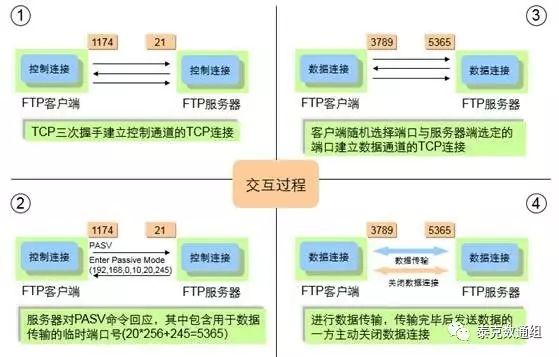 ①
1174 21
控制连接 控制连接
FTP客户端 FTP服务器
TCP三次握手建立控制通道的TCP连接
③
3789 5365
数据连接 数据连接
FTP客户端 FTP服务器
客户端随机选择端口与服务器端选定的
端口建立数据通道的TCP连接
交互过程
②
1174 21
控制连接 控制连接
PASV
Enter Passive Mode
(192,168,0,10,20,245)
FTP客户端 FTP服务器
服务器对PASV命令回应，其中包含用于数据
传输的临时端口号(20*256+245=5365)
④
3789 5365
数据连接 数据连接
数据传输
关闭数据连接
FTP客户端 FTP服务器
进行数据传输，传输完毕后发送数据的
一方主动关闭数据连接
泰克数通组